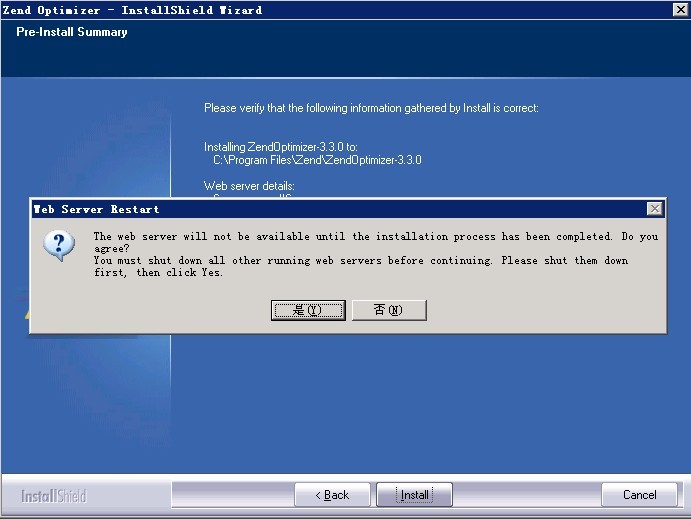 Zend Optimizer - InstallShield Wizard
Pre-Install Summary
Please verify that the following information gathered by Install is correct:
Installing ZendOptimizer-3.3.0 to:
C:\Program Files\Zend\ZendOptimizer-3.3.0
Web server details:
Web Server Restart
The web server will not be available until the installation process has been completed. Do you
agree?
You must shut down all other running web servers before continuing. Please shut them down
first, then click Yes.
是(Y) 否(N)
InstallShield
< Back Install Cancel